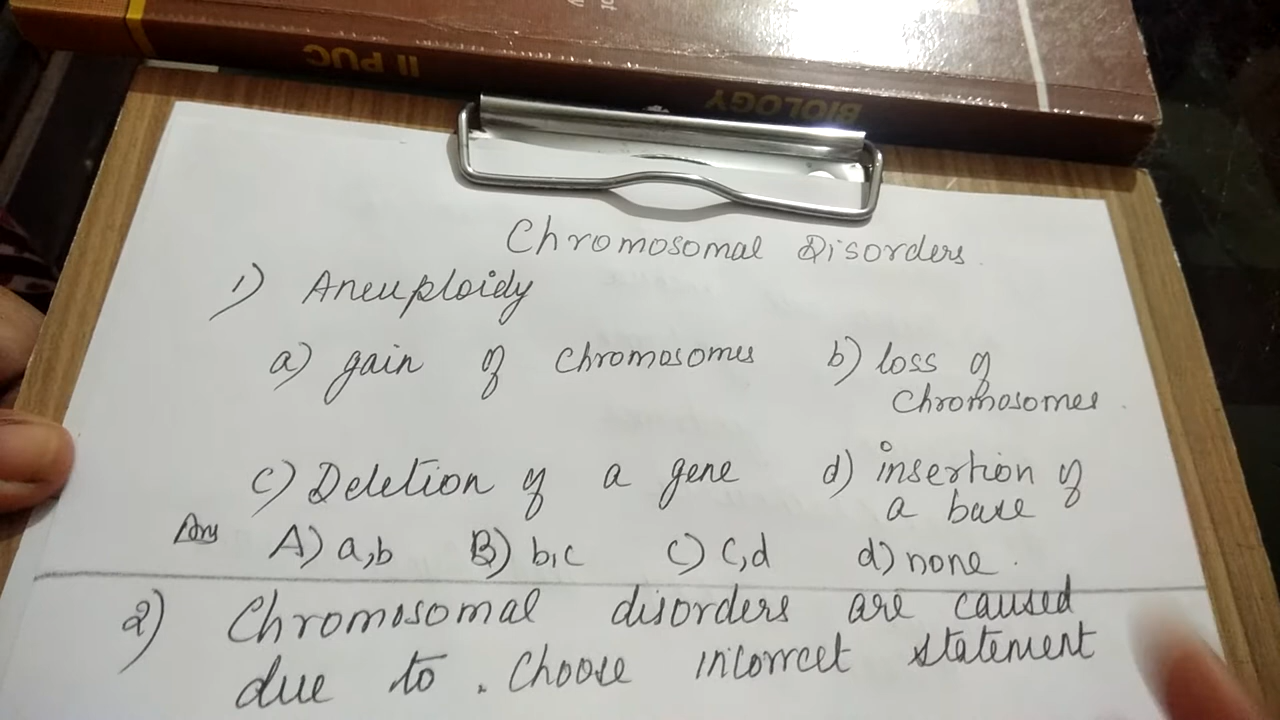 II PUC
BIOLOGY
Chromosomal Disorders.
1) Aneuploidy
a) gain of chromosomes b) loss of
chromosomes.
c) Deletion of a gene d) insertion of
a base
Ans A) a,b B) b,c C) c,d d) none.
2) Chromosomal disorders are caused
due to. Choose incorrect statement